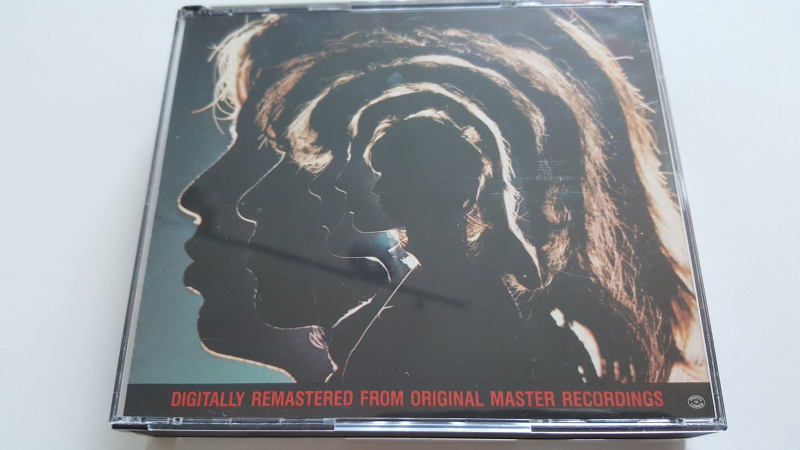 DIGITALLY REMASTERED FROM ORIGINAL MASTER RECORDINGS